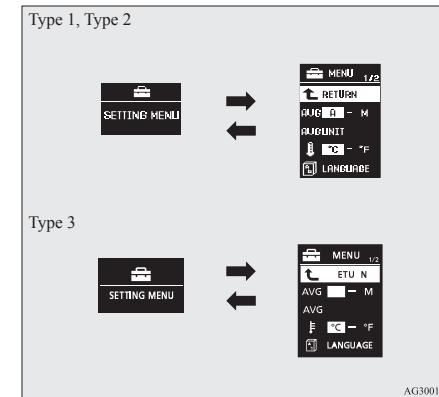 Type 1, Type 2
SETTING MENU
MENU 1/2
RETURN
AVG A – M
AVGUNIT
°C – °F
LANGUAGE
Type 3
SETTING MENU
MENU 1/2
ETU N
AVG – M
AVG
°C – °F
LANGUAGE
AG3001